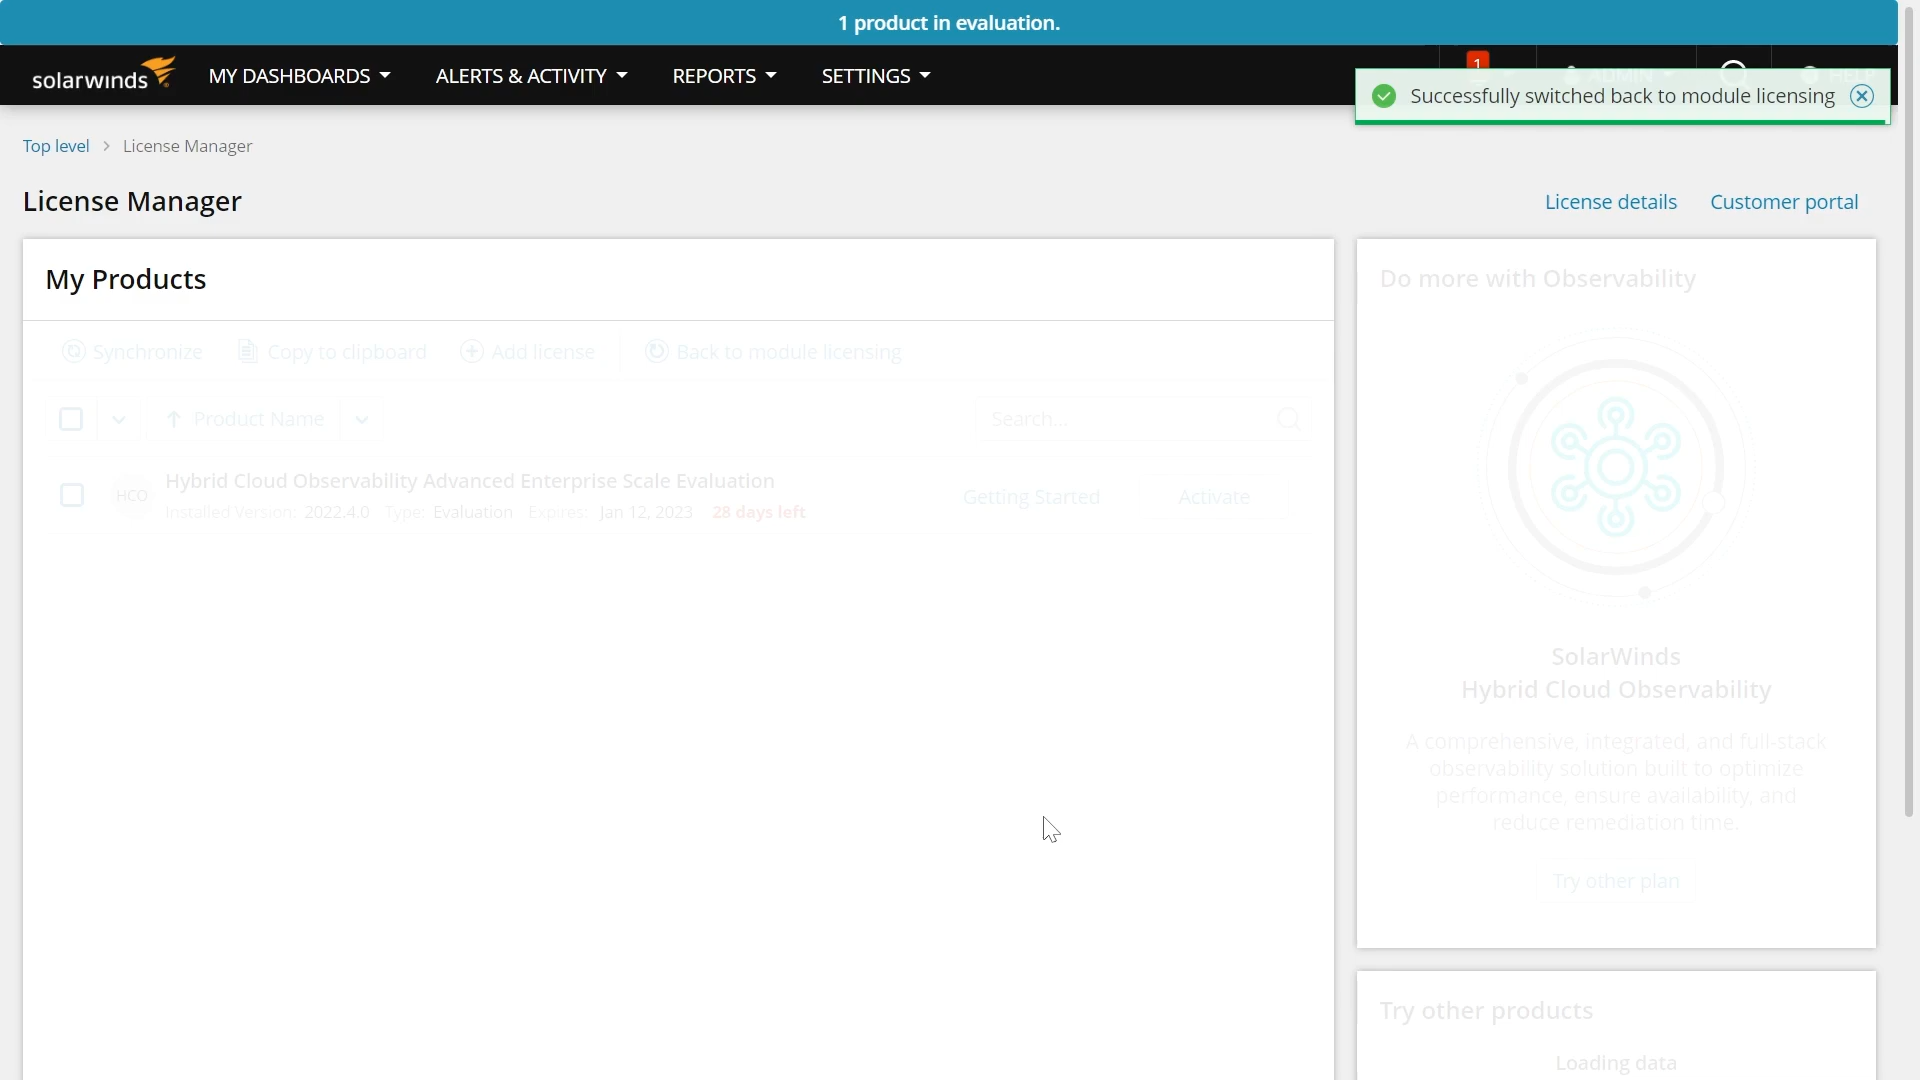 1 product in evaluation.
solarwinds
MY DASHBOARDS
ALERTS & ACTIVITY
REPORTS
SETTINGS
1
ADMIN
HELP
Successfully switched back to module licensing
Top level > License Manager
License Manager
License details
Customer portal
My Products
Synchronize
Copy to clipboard
Add license
Back to module licensing
Product Name
Search...
HCO
Hybrid Cloud Observability Advanced Enterprise Scale Evaluation
Installed Version: 2022.4.0 Type: Evaluation Expires: Jan 12, 2023 28 days left
Getting Started
Activate
Do more with Observability
SolarWinds
Hybrid Cloud Observability
A comprehensive, integrated, and full-stack
observability solution built to optimize
performance, ensure availability, and
reduce remediation time.
Try other plan
Try other products
Loading data